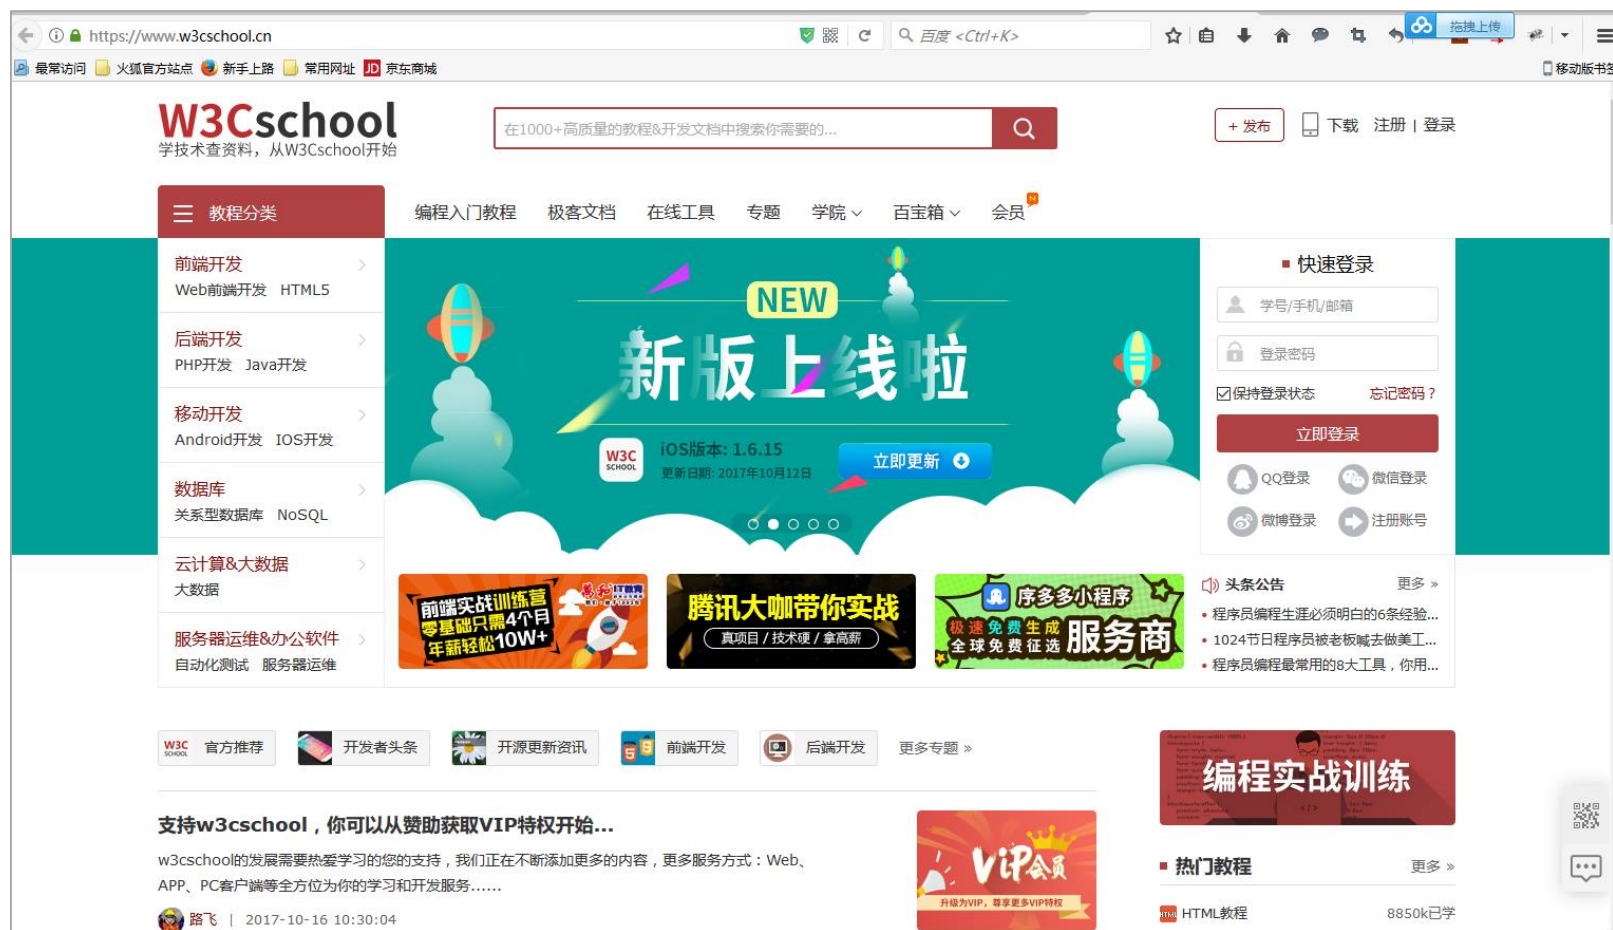 https://www.w3cschool.cn
百度 <Ctrl+K>
拖拽上传
最常访问 火狐官方站点 新手上路 常用网址 JD 京东商城
移动版书签
W3Cschool
学技术查资料，从W3Cschool开始
在1000+高质量的教程&开发文档中搜索你需要的...
+ 发布 下载 注册 | 登录
教程分类
编程入门教程 极客文档 在线工具 专题 学院 百宝箱 会员 N
前端开发
Web前端开发 HTML5
后端开发
PHP开发 Java开发
移动开发
Android开发 IOS开发
数据库
关系型数据库 NoSQL
云计算&大数据
大数据
服务器运维&办公软件
自动化测试 服务器运维
NEW
新版上线啦
W3C
SCHOOL
iOS版本: 1.6.15
更新日期: 2017年10月12日
立即更新
快速登录
学号/手机/邮箱
登录密码
保持登录状态 忘记密码？
立即登录
QQ登录 微信登录
微博登录 注册账号
前端实战训练营
零基础只需4个月
年薪轻松10W+
腾讯大咖带你实战
真项目 / 技术硬 / 拿高薪
序多多小程序
极速免费生成
全球免费征选
服务商
头条公告 更多 »
• 程序员编程生涯必须明白的6条经验...
• 1024节日程序员被老板喊去做美工...
• 程序员编程最常用的8大工具，你用...
W3C SCHOOL 官方推荐 开发者头条 开源更新资讯 前端开发 后端开发 更多专题 »
编程实战训练
支持w3cschool，你可以从赞助获取VIP特权开始...
w3cschool的发展需要热爱学习的您的支持，我们正在不断添加更多的内容，更多服务方式：Web、
APP、PC客户端等全方位为你的学习和开发服务......
路飞 | 2017-10-16 10:30:04
ViP会员
升级为VIP，尊享更多VIP特权
热门教程 更多 »
HTML HTML教程 8850k已学